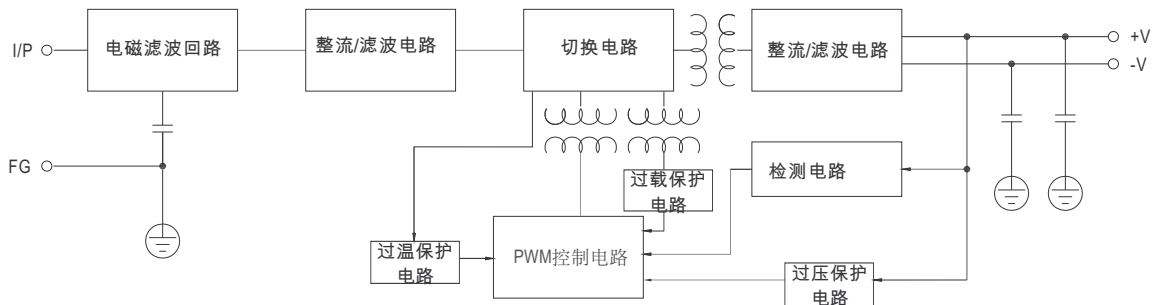 I/P
电磁滤波回路
整流/滤波电路
切换电路
整流/滤波电路
+V
-V
FG
过载保护
电路
检测电路
过温保护
电路
PWM控制电路
过压保护
电路